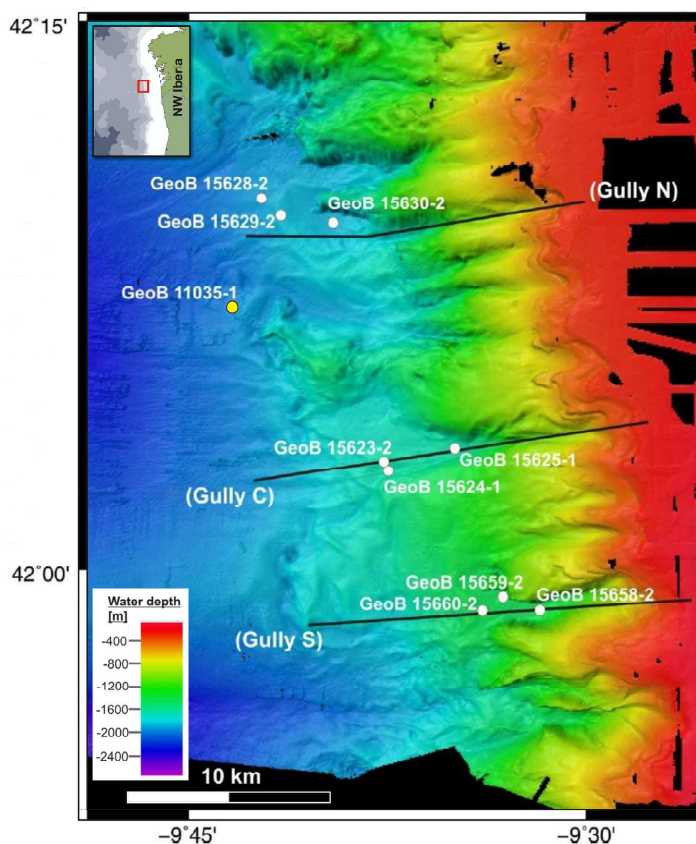 42˚15'
NW Iberia
GeoB 15628-2
GeoB 15630-2
GeoB 15629-2
(Gully N)
GeoB 11035-1
GeoB 15623-2
GeoB 15625-1
GeoB 15624-1
(Gully C)
42˚00'
GeoB 15659-2
GeoB 15658-2
GeoB 15660-2
(Gully S)
Water depth
[m]
-400
-800
-1200
-1600
-2000
-2400
10 km
-9˚45'
-9˚30'